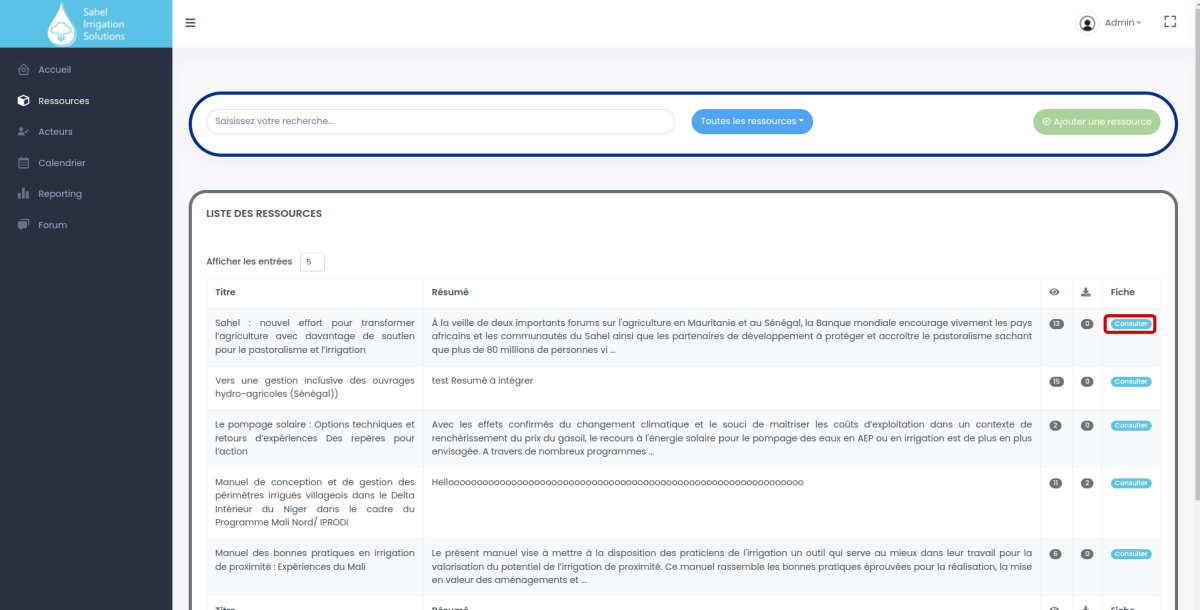 Sahel
Irrigation
Solutions
Admin
Accueil
Ressources
Acteurs
Calendrier
Reporting
Forum
Saisissez votre recherche...
Toutes les ressources
Ajouter une ressource
LISTE DES RESSOURCES
Afficher les entrées 5
Titre Résumé Fiche
Sahel : nouvel effort pour transformer
l'agriculture avec davantage de soutien
pour le pastoralisme et l'irrigation
À la veille de deux importants forums sur l'agriculture en Mauritanie et au Sénégal, la Banque mondiale encourage vivement les pays
africains et les communautés du Sahel ainsi que les partenaires de développement à protéger et accroître le pastoralisme sachant
que plus de 80 millions de personnes vi ...
13 0 Consulter
Vers une gestion inclusive des ouvrages
hydro-agricoles (Sénégal))
test Resumé à intégrer
15 0 Consulter
Le pompage solaire : Options techniques et
retours d'expériences Des repères pour
l'action
Avec les effets confirmés du changement climatique et le souci de maîtriser les coûts d'exploitation dans un contexte de
renchérissement du prix du gasoil, le recours à l'énergie solaire pour le pompage des eaux en AEP ou en irrigation est de plus en plus
envisagée. A travers de nombreux programmes ...
2 0 Consulter
Manuel de conception et de gestion des
périmètres irrigués villageois dans le Delta
Intérieur du Niger dans le cadre du
Programme Mali Nord/ IPRODI
Hellooooooooooooooooooooooooooooooooooooooooooooooooooooooooooooooo
11 2 Consulter
Manuel des bonnes pratiques en irrigation
de proximité : Expériences du Mali
Le présent manuel vise à mettre à la disposition des praticiens de l'irrigation un outil qui serve au mieux dans leur travail pour la
valorisation du potentiel de l'irrigation de proximité. Ce manuel rassemble les bonnes pratiques éprouvées pour la réalisation, la mise
en valeur des aménagements et ...
6 0 Consulter
Titre Résumé Fiche